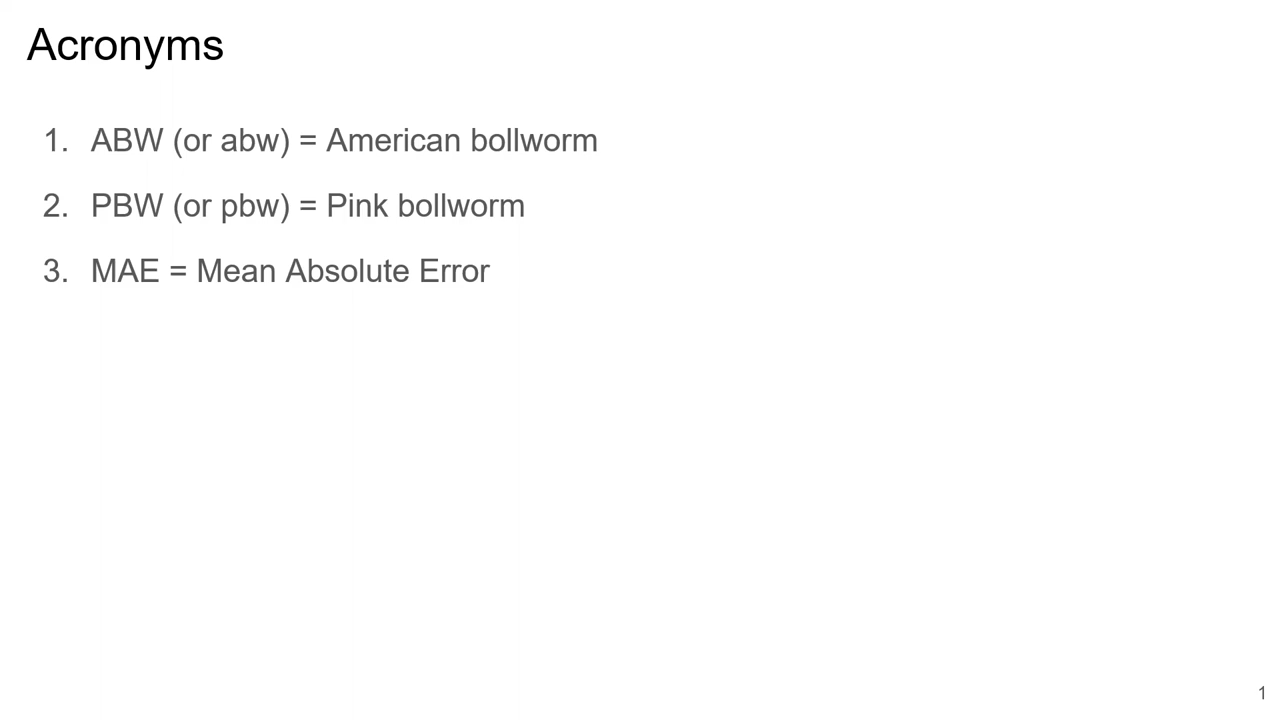 Acronyms
1. ABW (or abw) = American bollworm
2. PBW (or pbw) = Pink bollworm
3. MAE = Mean Absolute Error
1